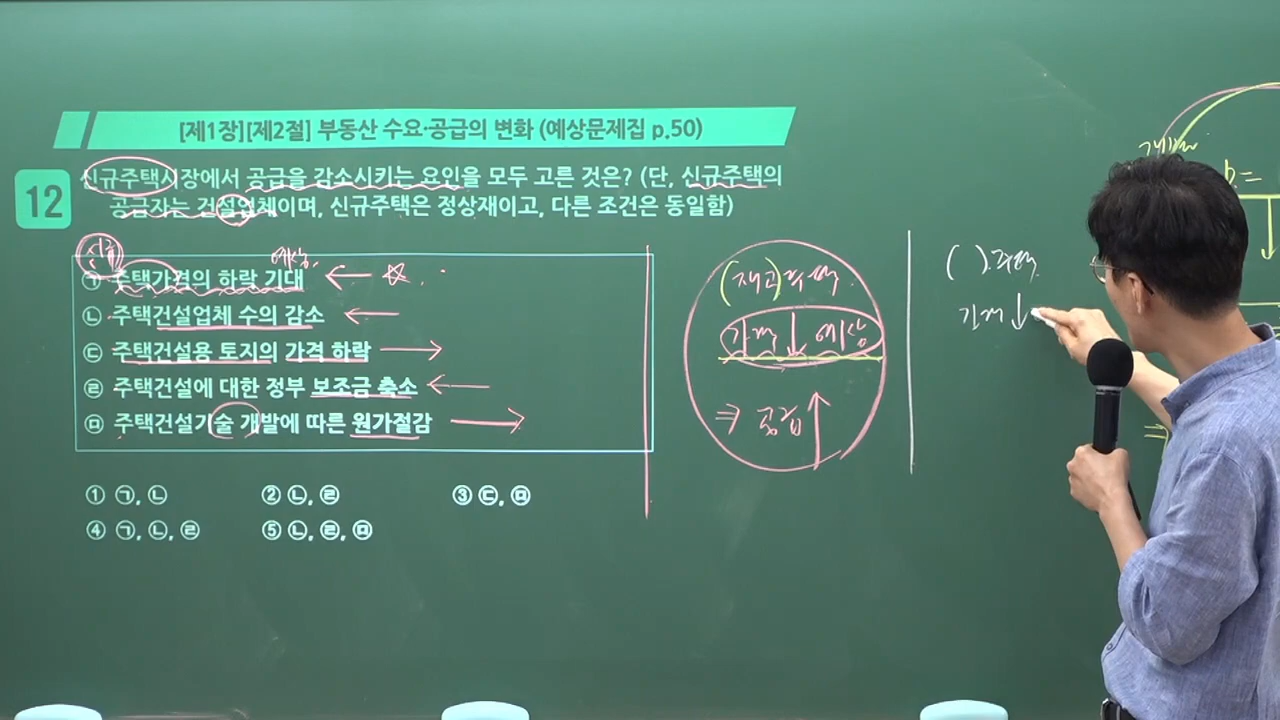 [제1장][제2절] 부동산 수요·공급의 변화 (예상문제집 p.50)
12 신규주택시장에서 공급을 감소시키는 요인을 모두 고른 것은? (단, 신규주택의
공급자는 건설업체이며, 신규주택은 정상재이고, 다른 조건은 동일함)
신규
예상.
㉠ 주택가격의 하락 기대
㉡ 주택건설업체 수의 감소
㉢ 주택건설용 토지의 가격 하락
㉣ 주택건설에 대한 정부 보조금 축소
㉤ 주택건설기술 개발에 따른 원가절감
① ㉠, ㉡ ② ㉡, ㉣ ③ ㉢, ㉤
④ ㉠, ㉡, ㉣ ⑤ ㉡, ㉣, ㉤
(재고)주택.
가격↓ 예상
⇒ 공급↑
( )주택.
가격↓